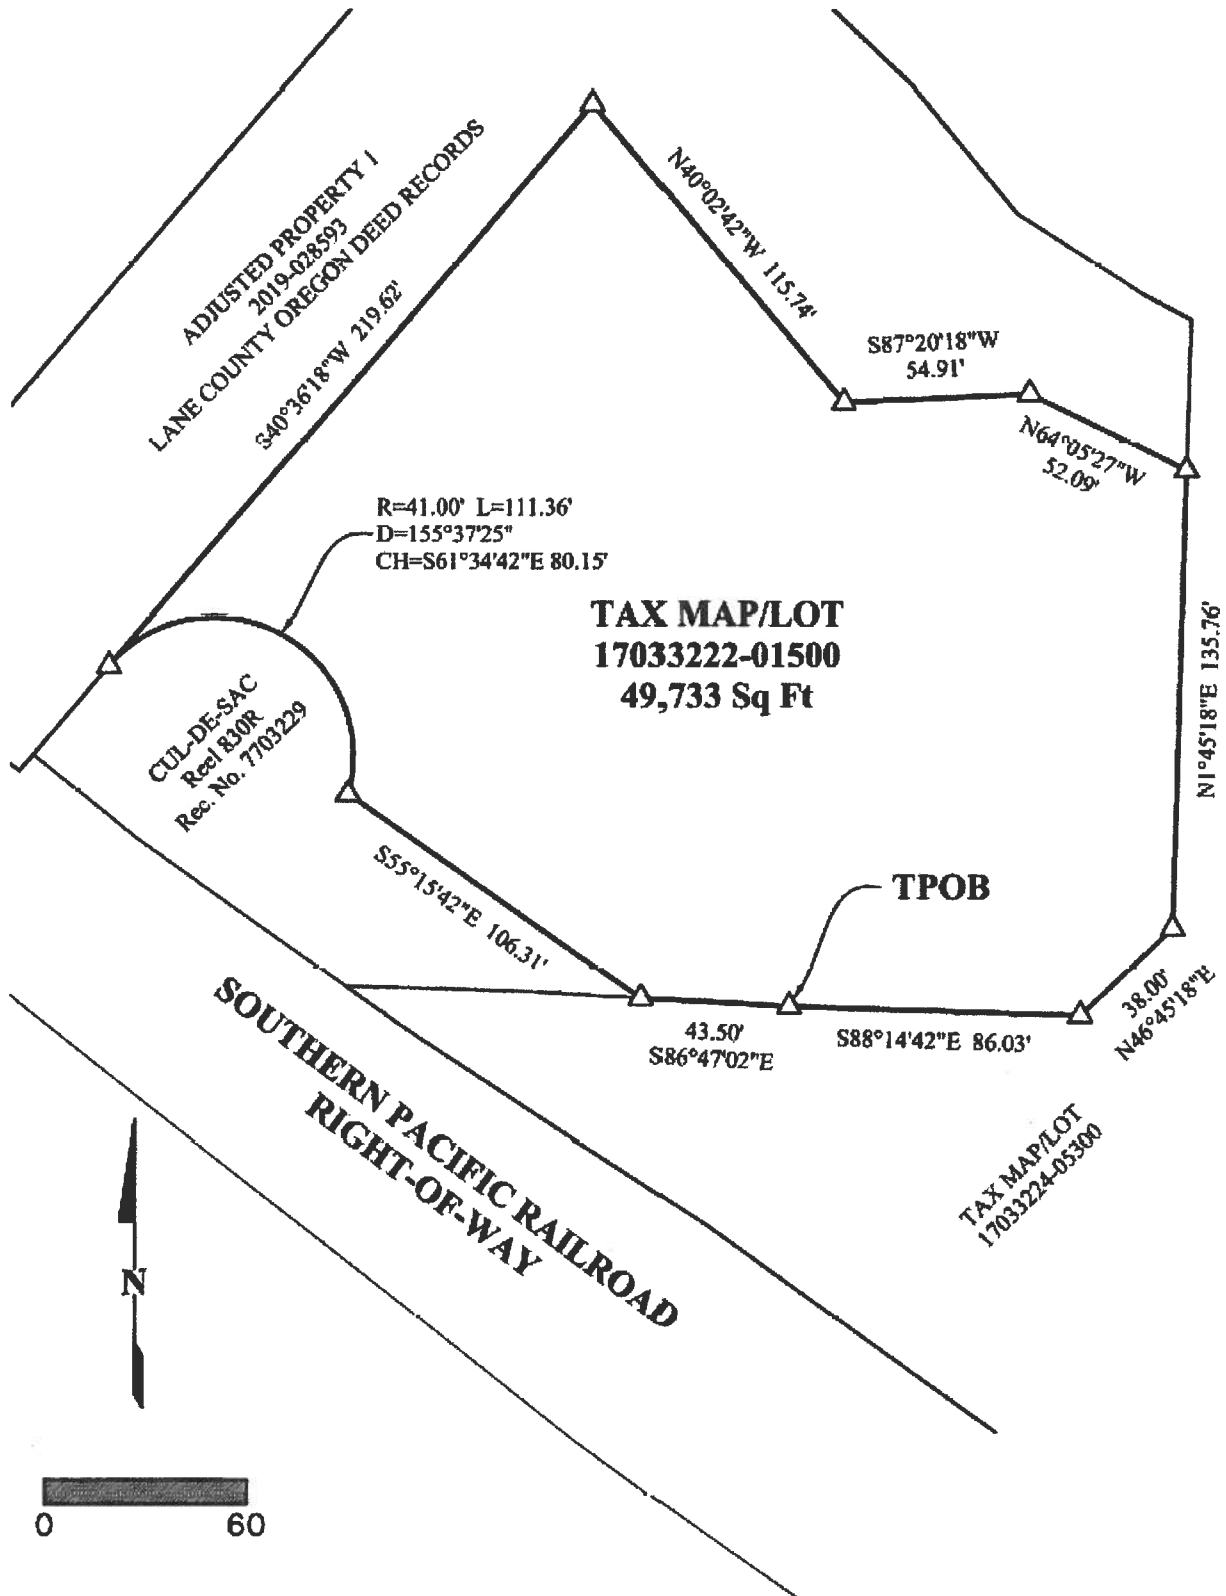 ADJUSTED PROPERTY 1
2019-028593
LANE COUNTY OREGON DEED RECORDS
S40°36'18"W 219.62'
N40°02'42"W 115.74'
S87°20'18"W
54.91'
N64°05'27"W
52.09'
R=41.00' L=111.36'
D=155°37'25"
CH=S61°34'42"E 80.15'
TAX MAP/LOT
17033222-01500
49,733 Sq Ft
N1°45'18"E 135.76'
CUL-DE-SAC
Reel 830R
Rec. No. 7703229
S55°15'42"E 106.31'
TPOB
43.50'
S86°47'02"E
S88°14'42"E 86.03'
38.00'
N46°45'18"E
SOUTHERN PACIFIC RAILROAD
RIGHT-OF-WAY
TAX MAP/LOT
17033224-05300
N
0 60